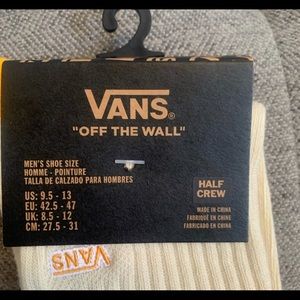 VANS®
"OFF THE WALL"
MEN'S SHOE SIZE
HOMME - POINTURE
TALLA DE CALZADO PARA HOMBRES
US: 9.5 - 13
EU: 42.5 - 47
UK: 8.5 - 12
CM: 27.5 - 31
HALF
CREW
MADE IN CHINA
FABRIQUÉ EN CHINE
FABRICADO EN CHINA
VANS